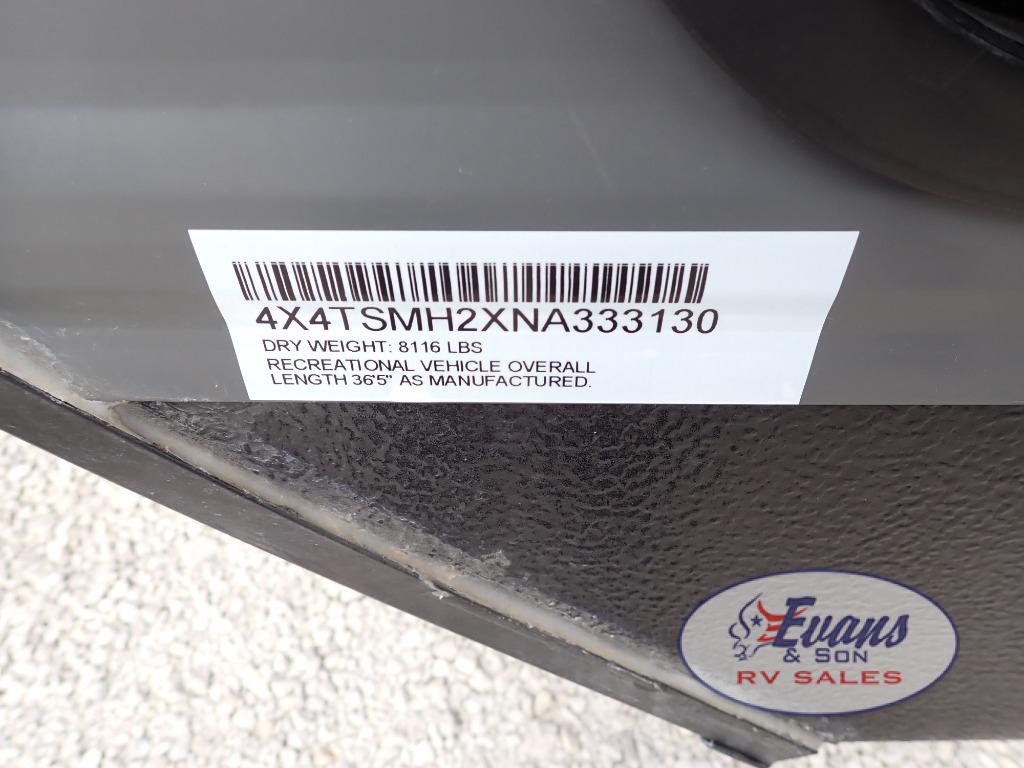 4X4TSMH2XNA333130
DRY WEIGHT: 8116 LBS
RECREATIONAL VEHICLE OVERALL
LENGTH 36'5" AS MANUFACTURED.
Evans
& SON
RV SALES